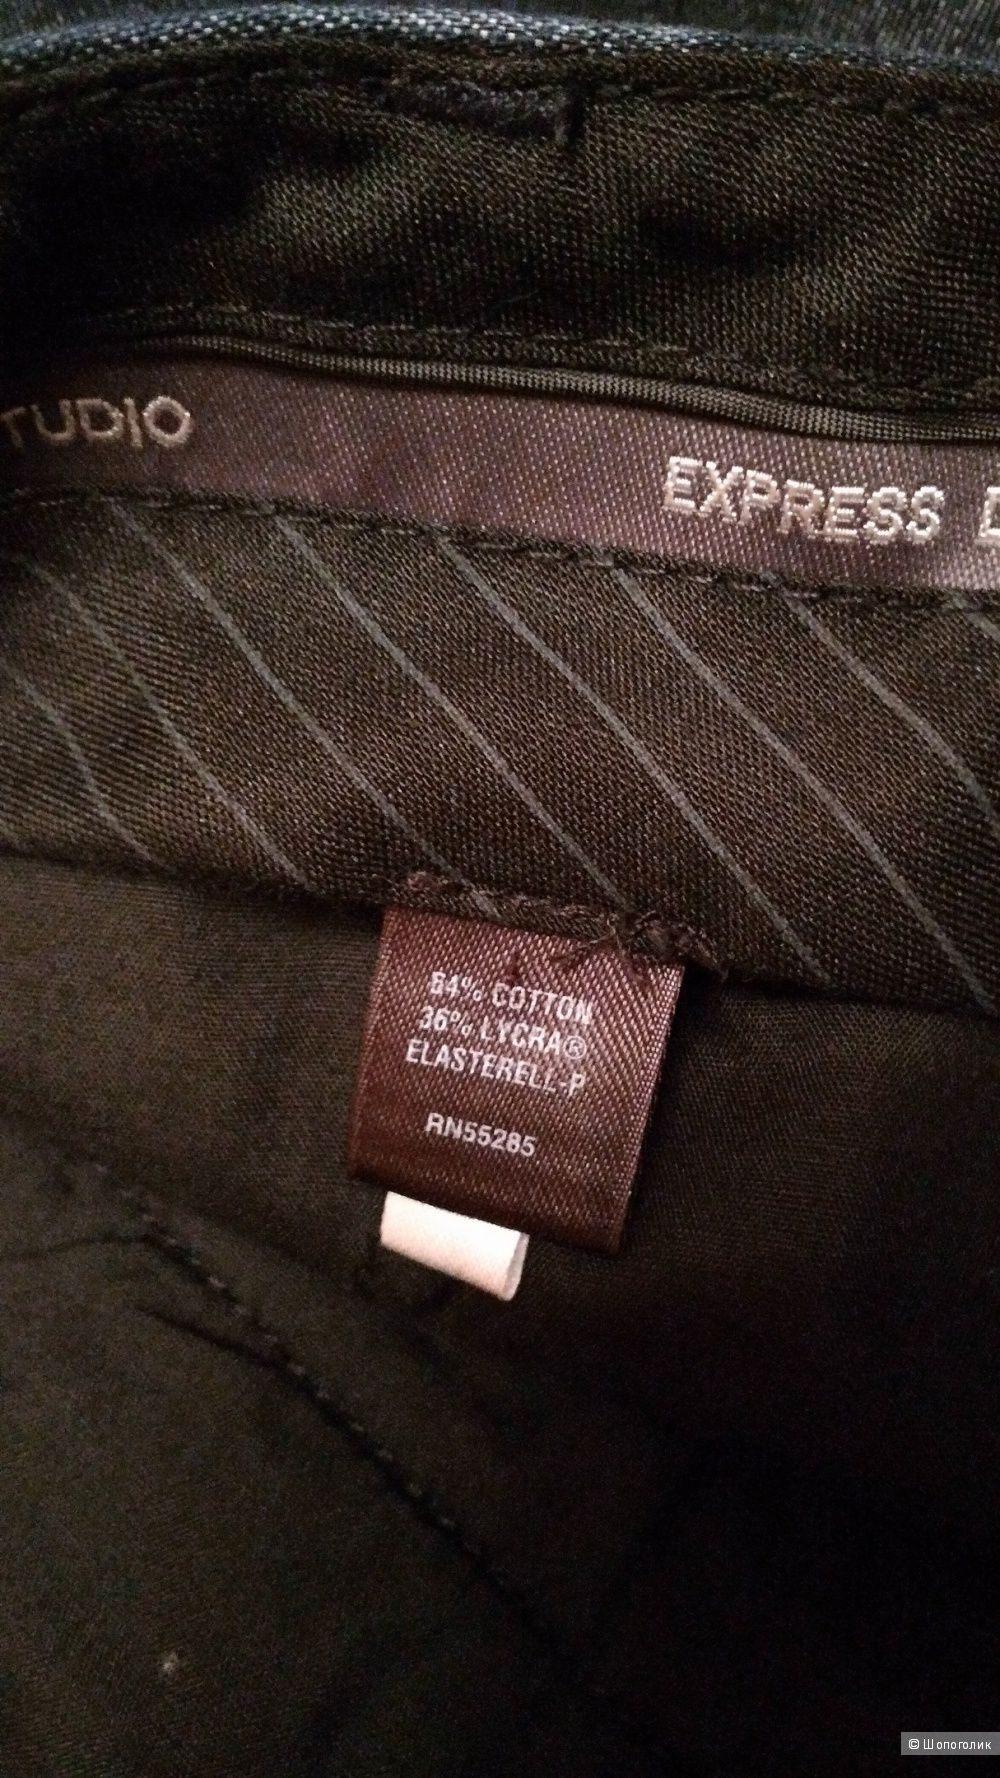 TUDIO
EXPRESS D
64% COTTON
36% LYCRA®
ELASTERELL-P
RN55285
© Шопоголик